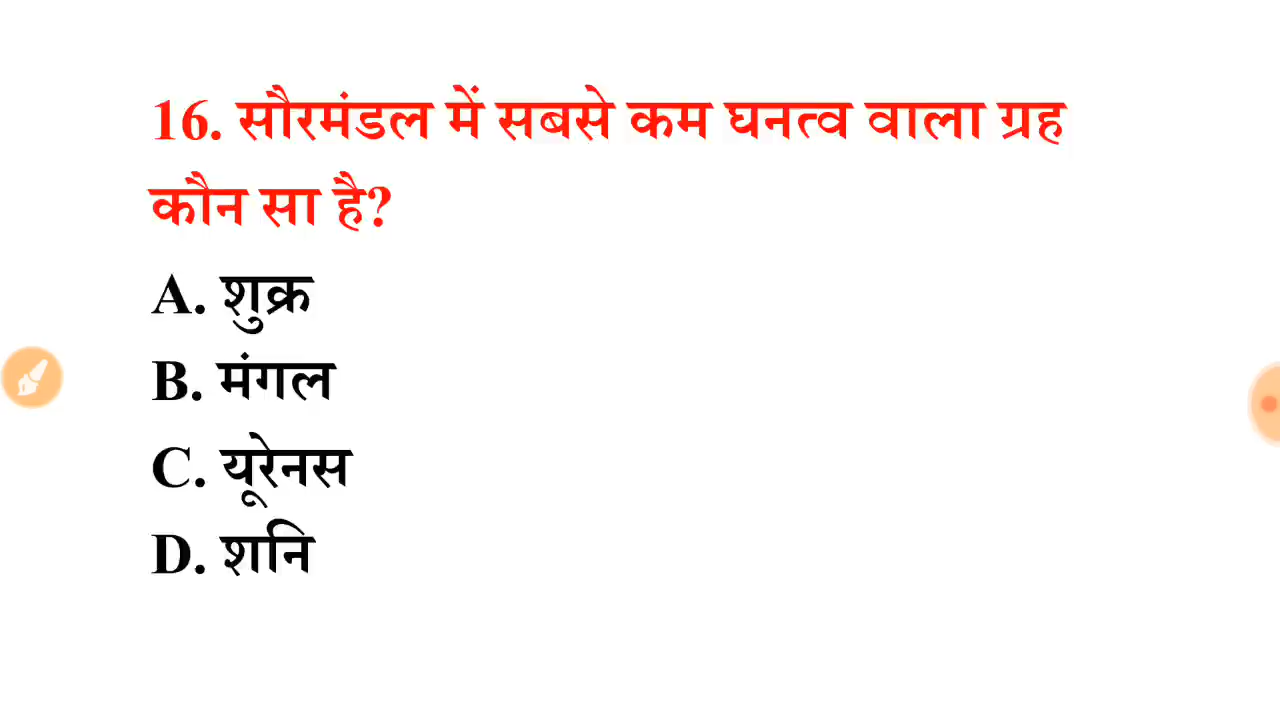 16. सौरमंडल में सबसे कम घनत्व वाला ग्रह
कौन सा है?
A. शुक्र
B. मंगल
C. यूरेनस
D. शनि